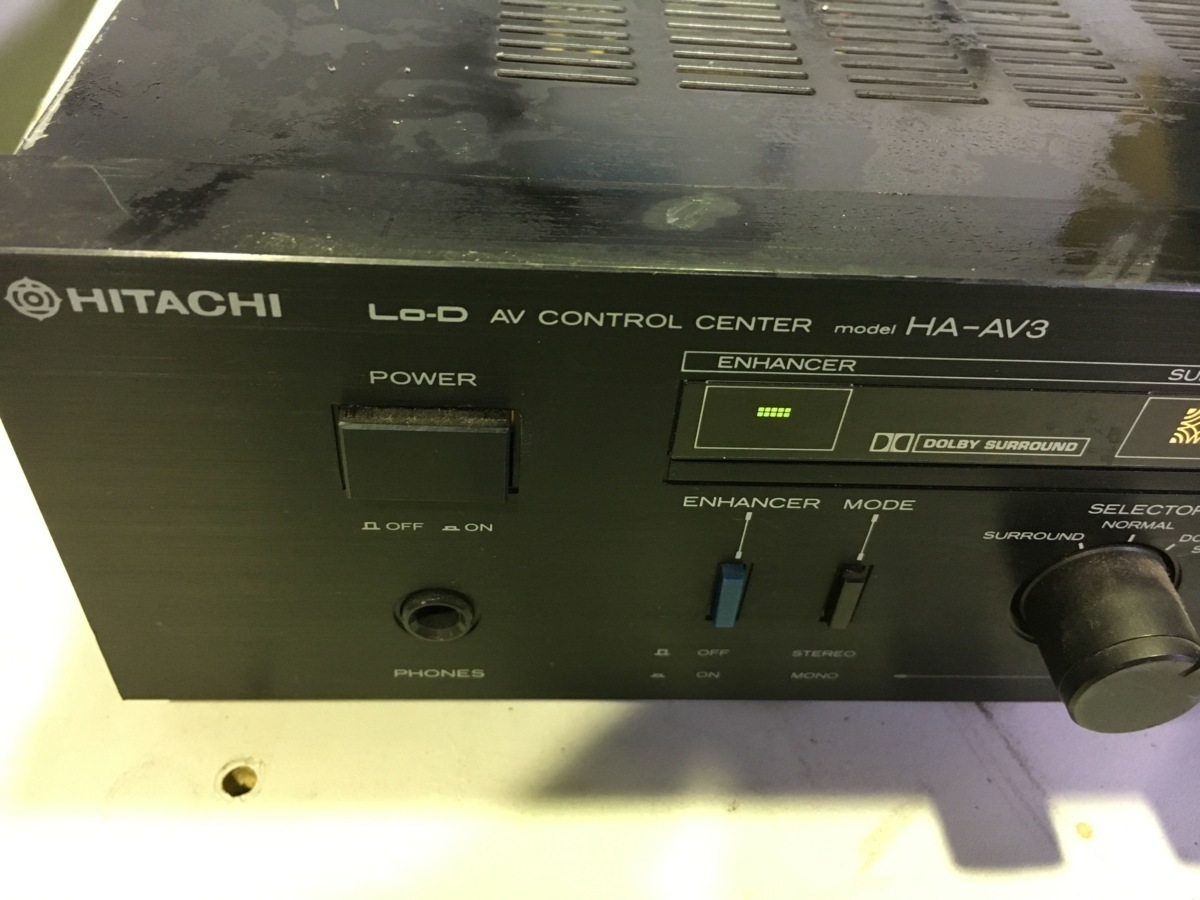 HITACHI
Lo-D AV CONTROL CENTER model HA-AV3
POWER
OFF ON
PHONES
ENHANCER
DOLBY SURROUND
ENHANCER MODE
OFF STEREO
ON MONO
SELECTOR
SURROUND NORMAL